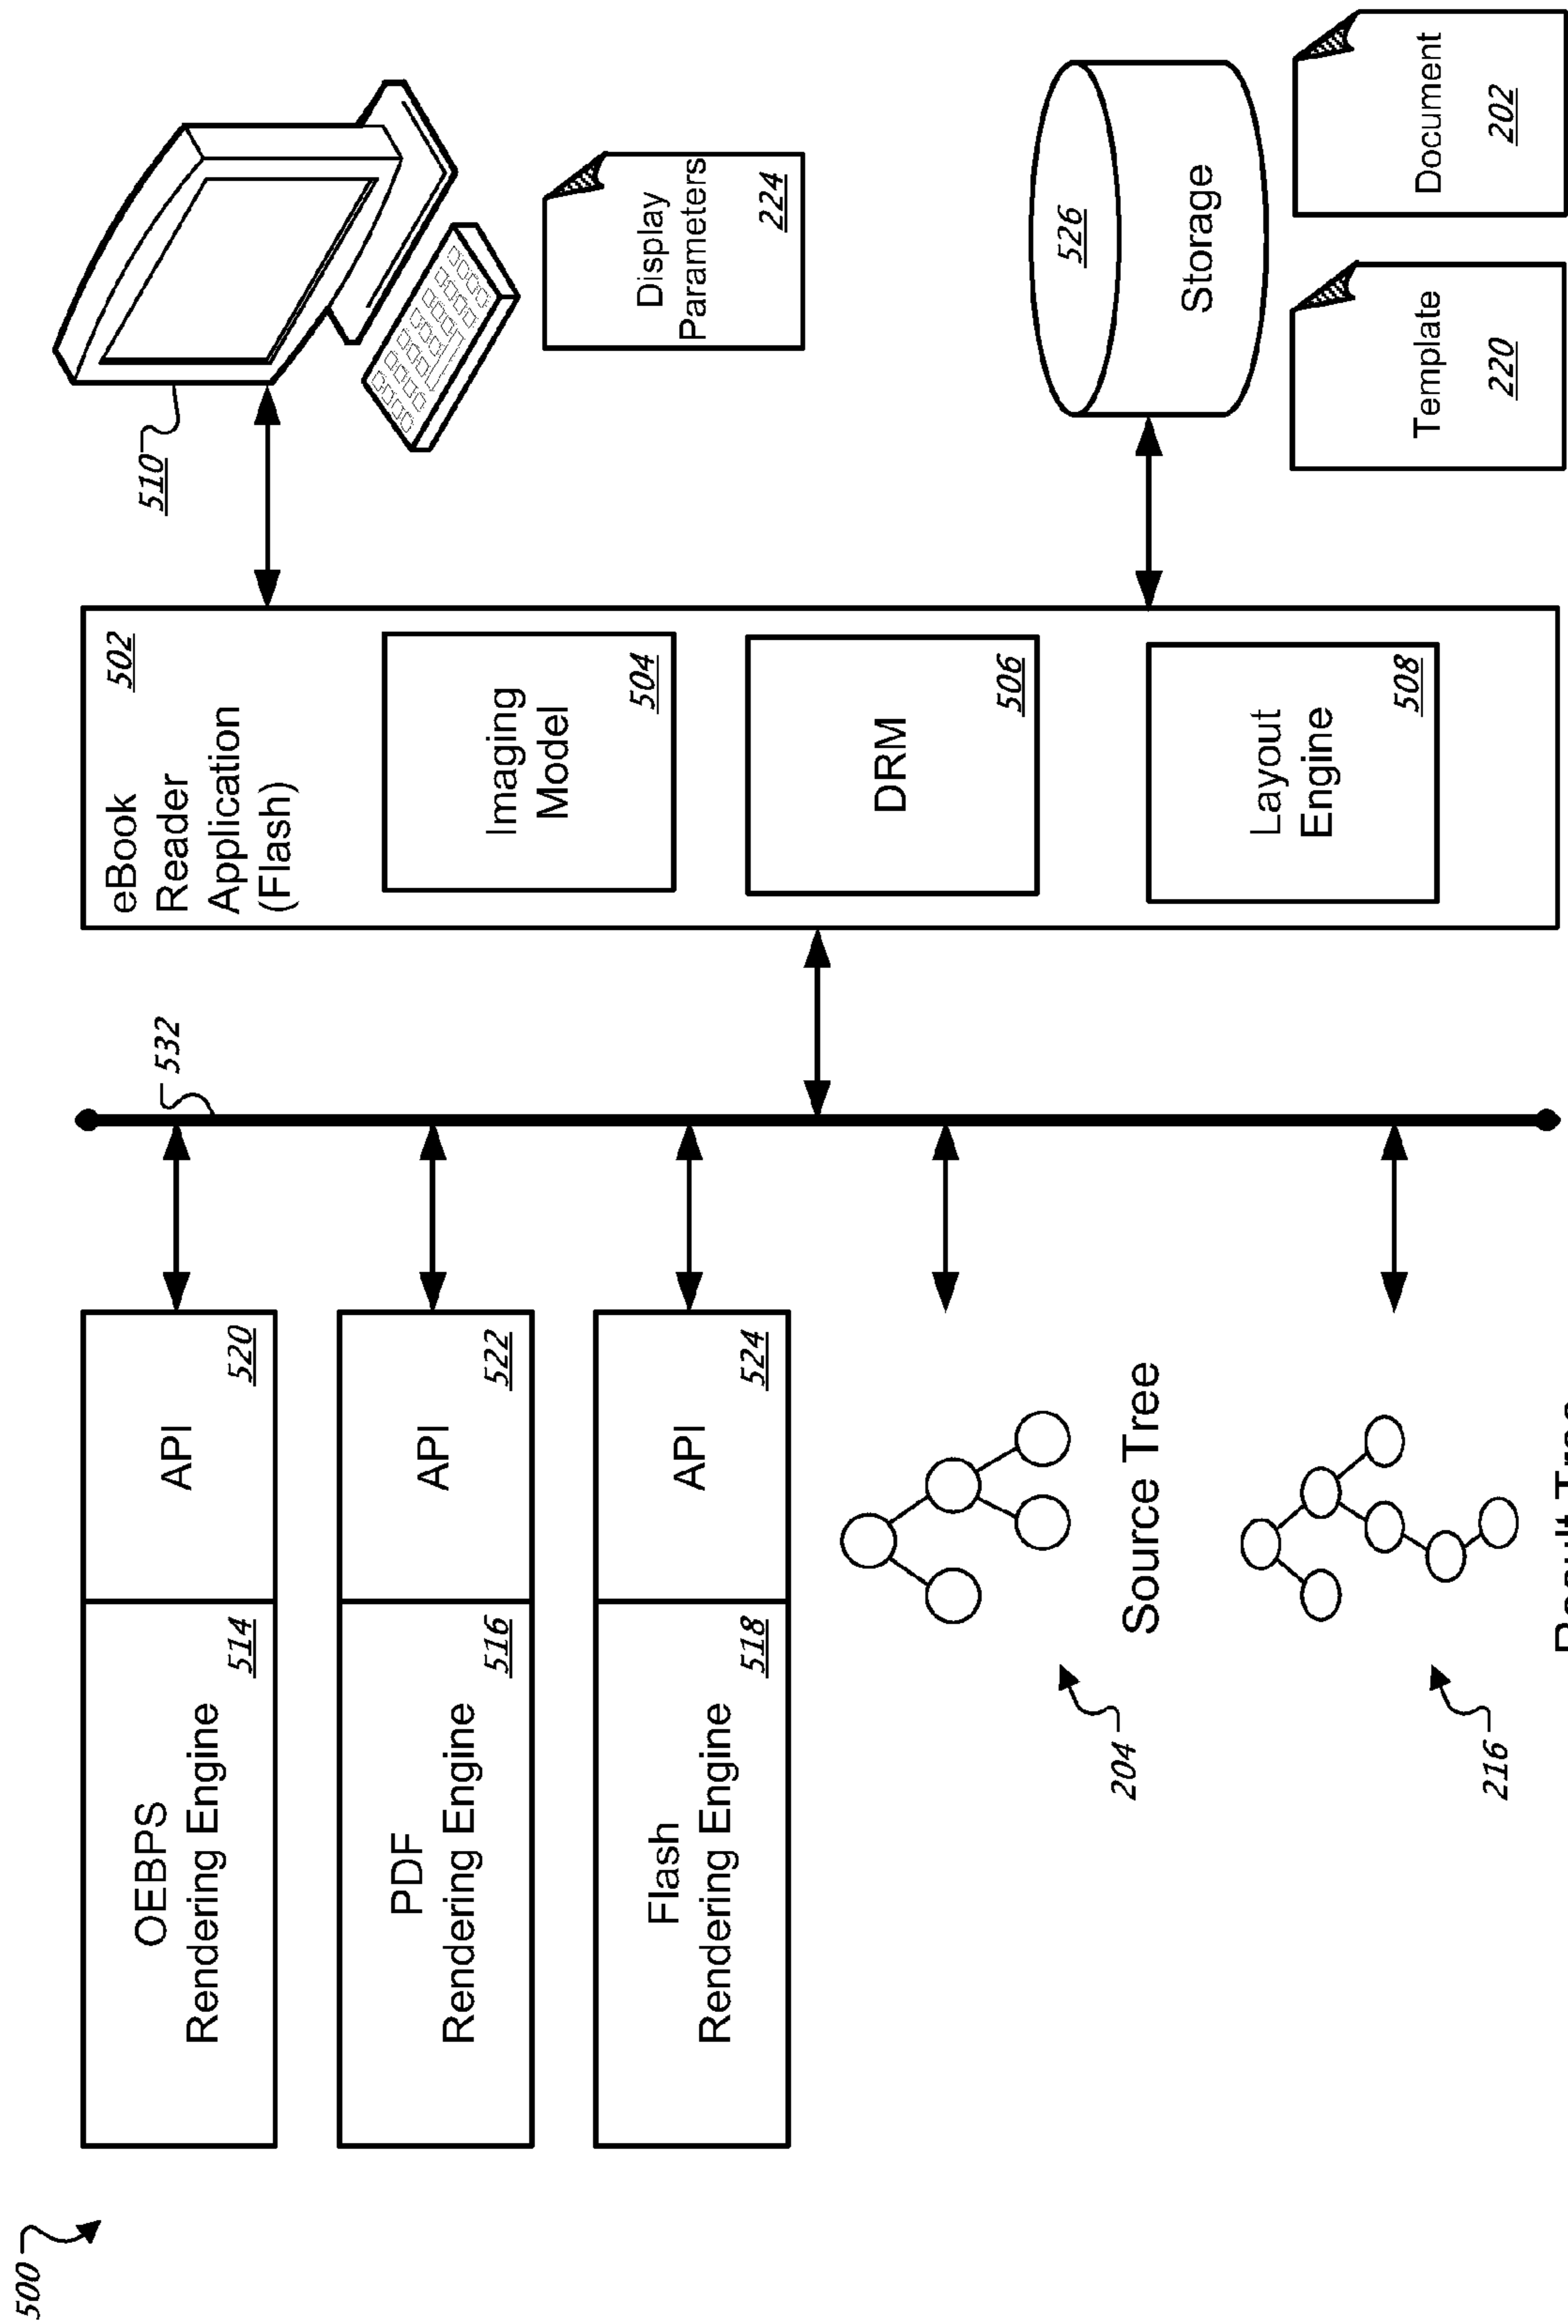 500
OEBPS
Rendering Engine
514
API
520
PDF
Rendering Engine
516
API
522
Flash
Rendering Engine
518
API
524
204
Source Tree
216
Result Tree
532
eBook
Reader
Application
(Flash)
502
Imaging
Model
504
DRM
506
Layout
Engine
508
510
Display
Parameters
224
526
Storage
Template
220
Document
202